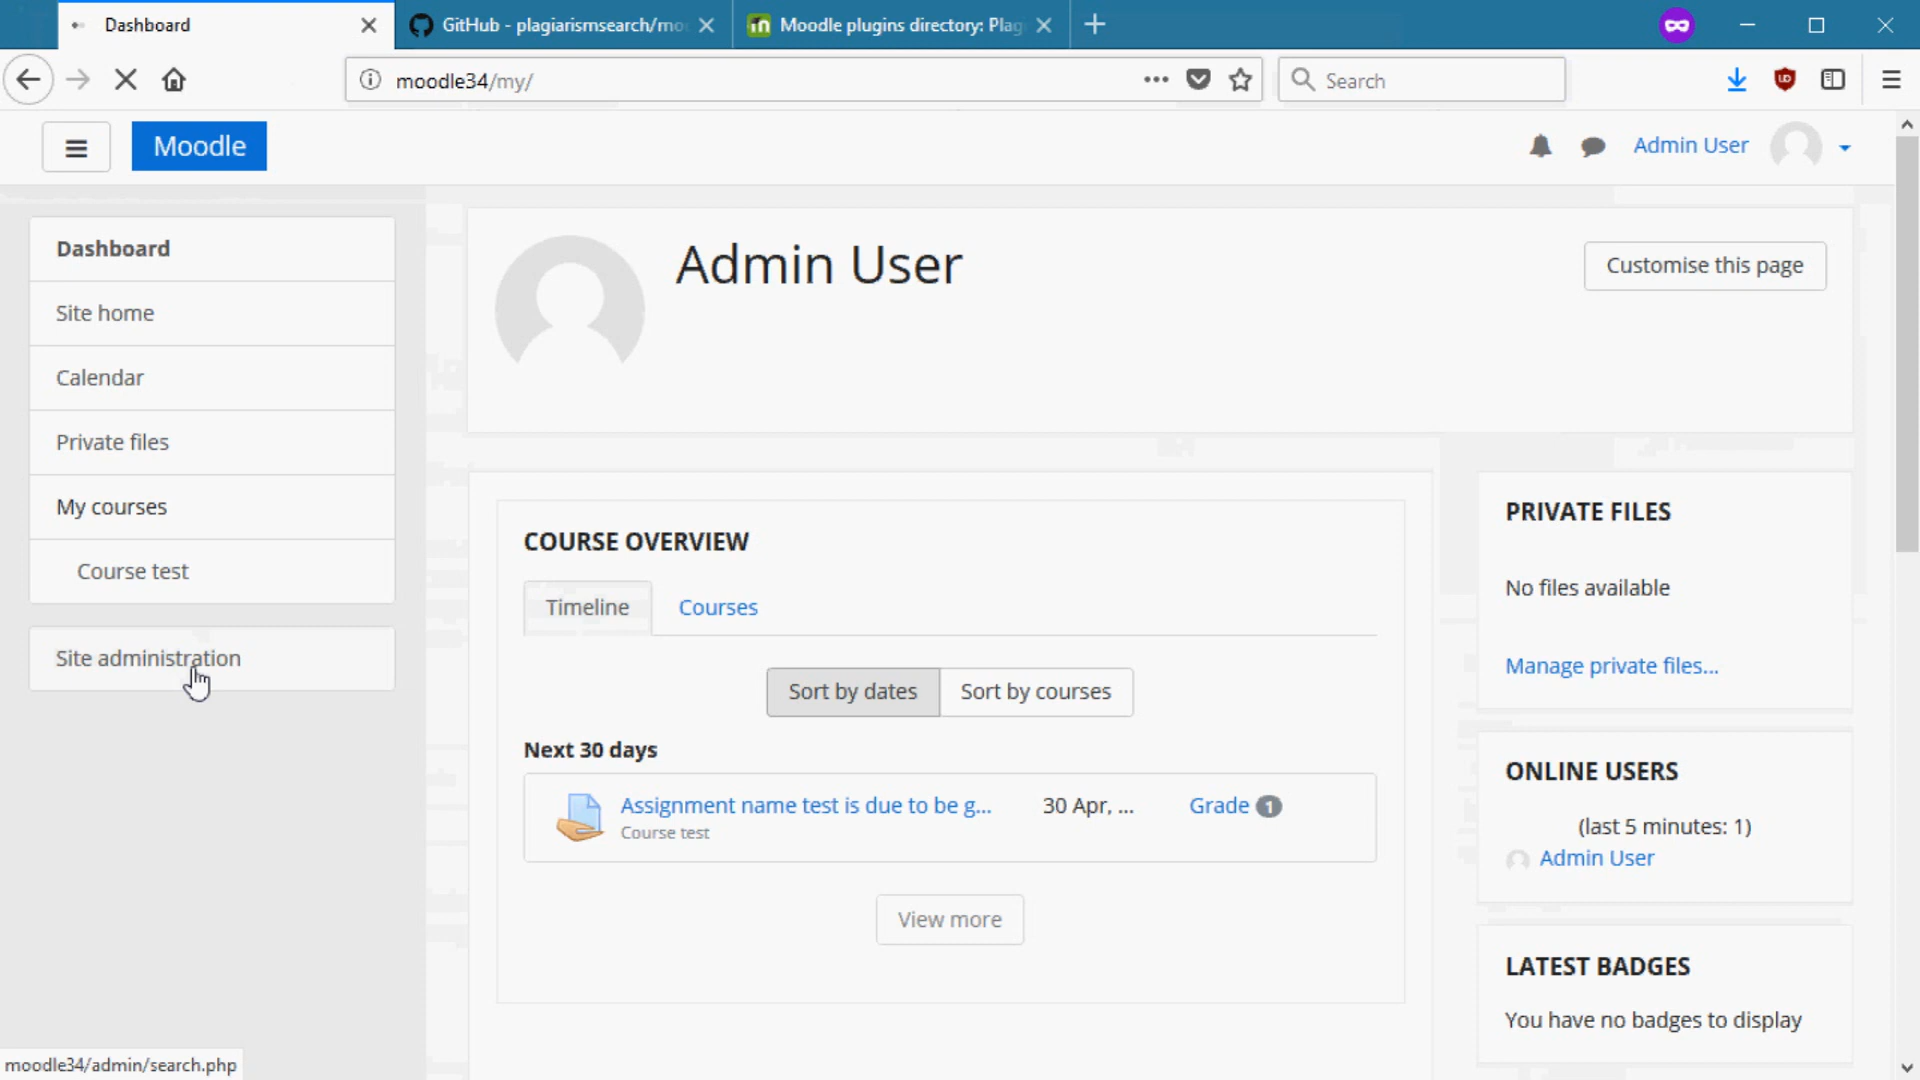 Dashboard
GitHub - plagiarismsearch/mo
Moodle plugins directory: Plag
moodle34/my/
Search
Moodle
Admin User
Dashboard
Site home
Calendar
Private files
My courses
Course test
Site administration
Admin User
Customise this page
COURSE OVERVIEW
Timeline
Courses
Sort by dates
Sort by courses
Next 30 days
Assignment name test is due to be g...
30 Apr, ...
Grade 1
Course test
View more
PRIVATE FILES
No files available
Manage private files...
ONLINE USERS
(last 5 minutes: 1)
Admin User
LATEST BADGES
You have no badges to display
moodle34/admin/search.php